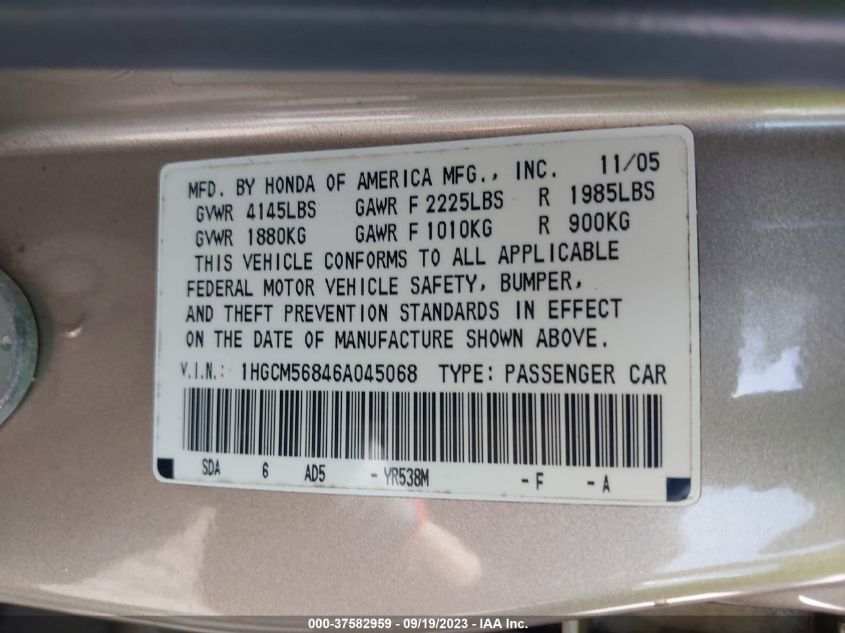 MFD. BY HONDA OF AMERICA MFG., INC. 11/05
GVWR 4145LBS GAWR F 2225LBS R 1985LBS
GVWR 1880KG GAWR F 1010KG R 900KG
THIS VEHICLE CONFORMS TO ALL APPLICABLE
FEDERAL MOTOR VEHICLE SAFETY, BUMPER,
AND THEFT PREVENTION STANDARDS IN EFFECT
ON THE DATE OF MANUFACTURE SHOWN ABOVE.
V.I.N.: 1HGCM56846A045068 TYPE: PASSENGER CAR
SDA 6 AD5 -YR538M -F -A
000-37582959 - 09/19/2023 - IAA Inc.